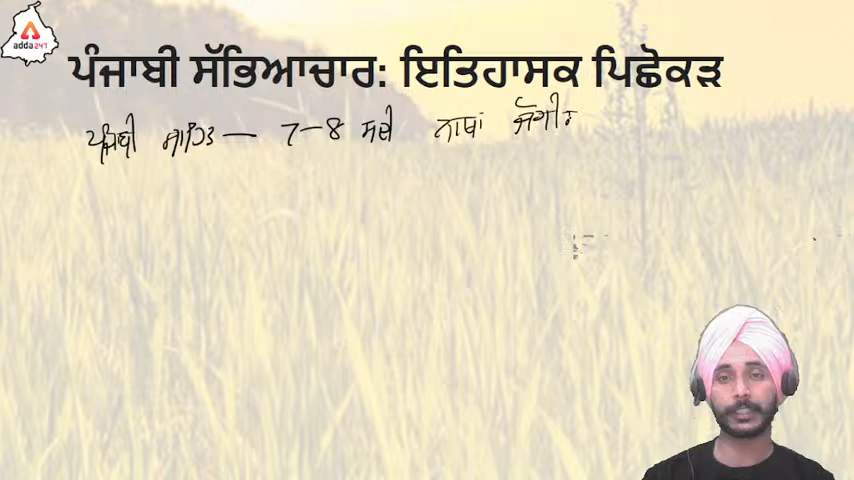 adda247
ਪੰਜਾਬੀ ਸੱਭਿਆਚਾਰ: ਇਤਿਹਾਸਕ ਪਿਛੋਕੜ
ਪੰਜਾਬੀ ਸਾਹਿਤ — 7-8 ਸਦੀ ਨਾਥਾਂ ਜੋਗੀਆਂ